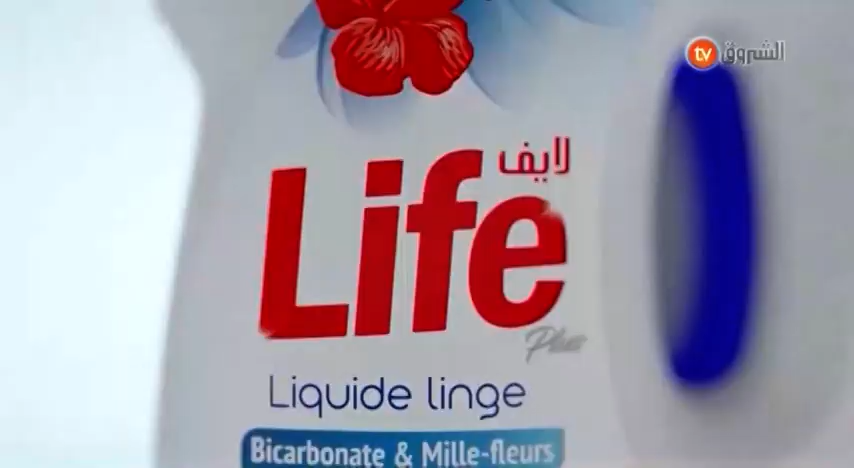 tv الشروق
لايف
Life
Plus
Liquide linge
Bicarbonate & Mille-fleurs